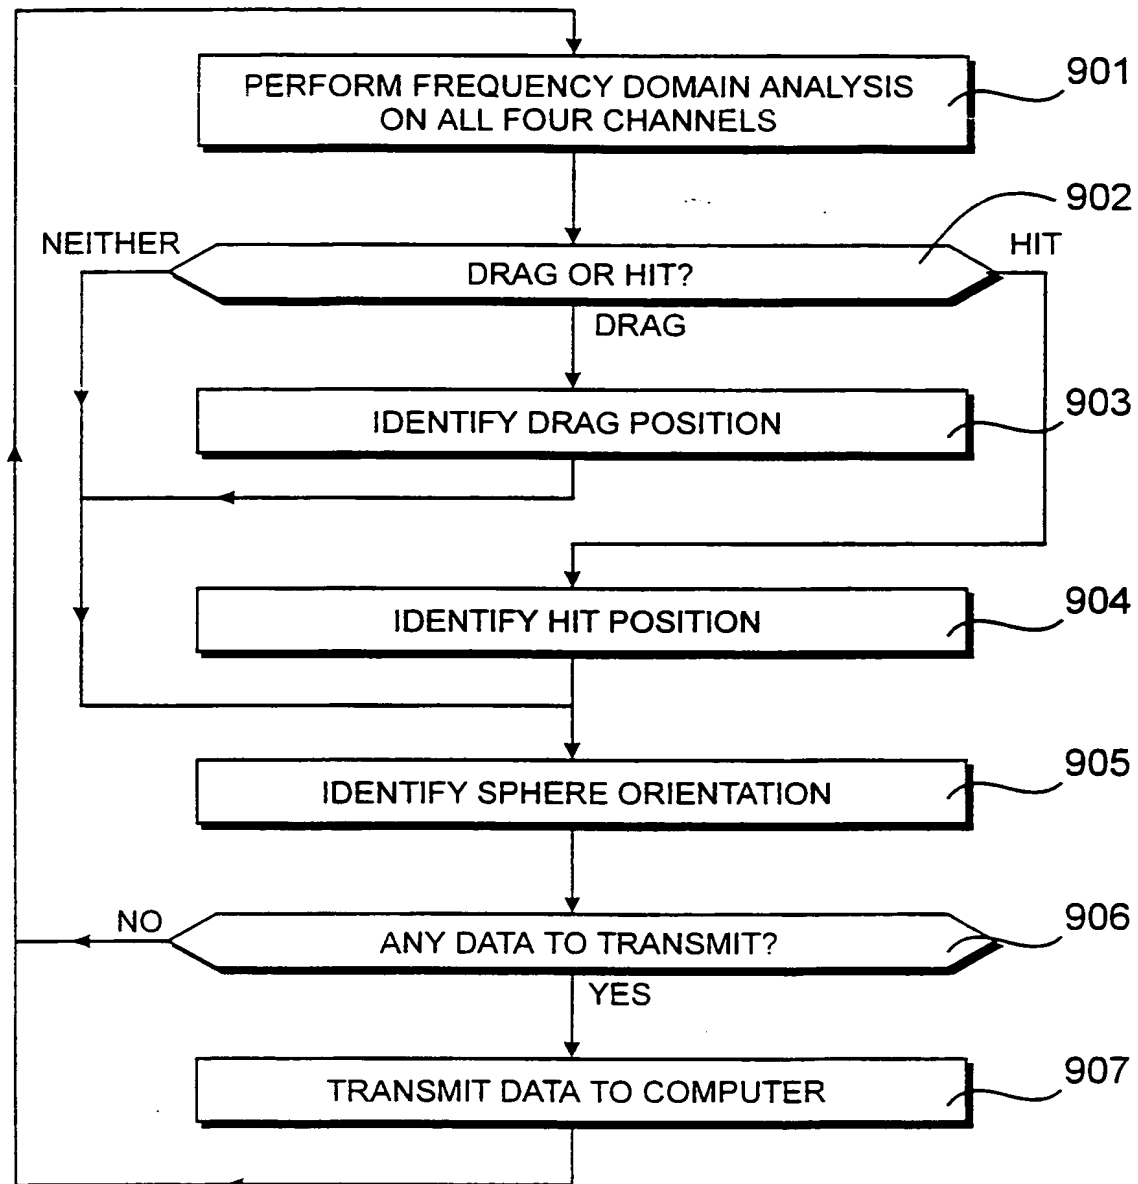 PERFORM FREQUENCY DOMAIN ANALYSIS
ON ALL FOUR CHANNELS
901
902
NEITHER
HIT
DRAG OR HIT?
DRAG
IDENTIFY DRAG POSITION
903
IDENTIFY HIT POSITION
904
IDENTIFY SPHERE ORIENTATION
905
NO
ANY DATA TO TRANSMIT?
906
YES
TRANSMIT DATA TO COMPUTER
907